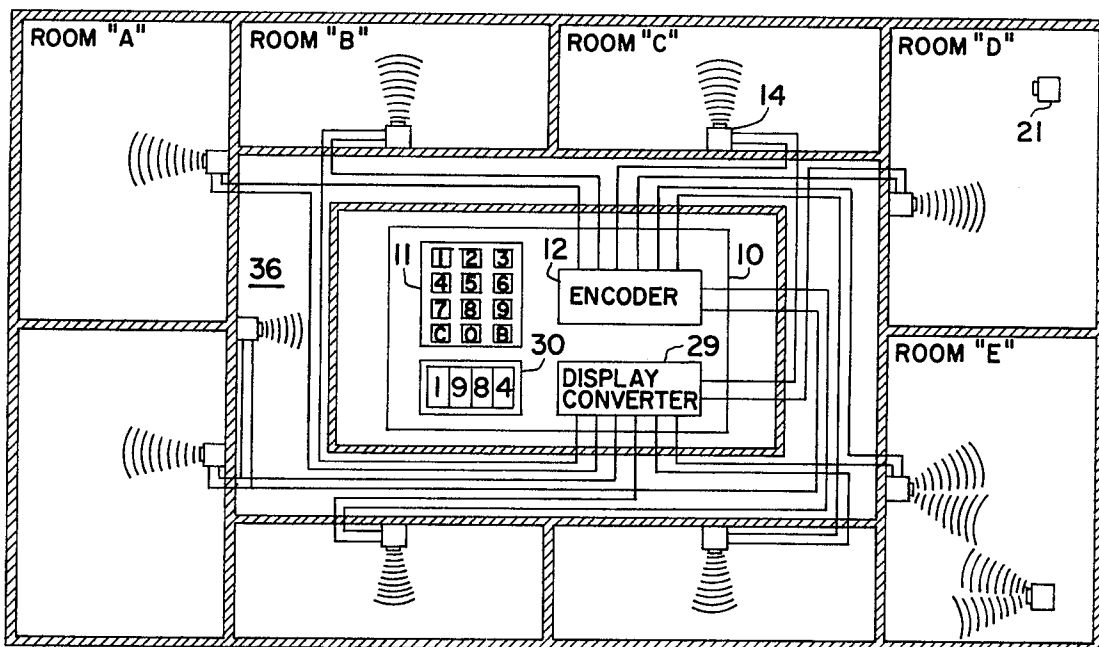 ROOM "A"
ROOM "B"
ROOM "C"
ROOM "D"
14
21
36
11
1 2 3
4 5 6
7 8 9
C O B
12
ENCODER
10
30
1984
29
DISPLAY
CONVERTER
ROOM "E"